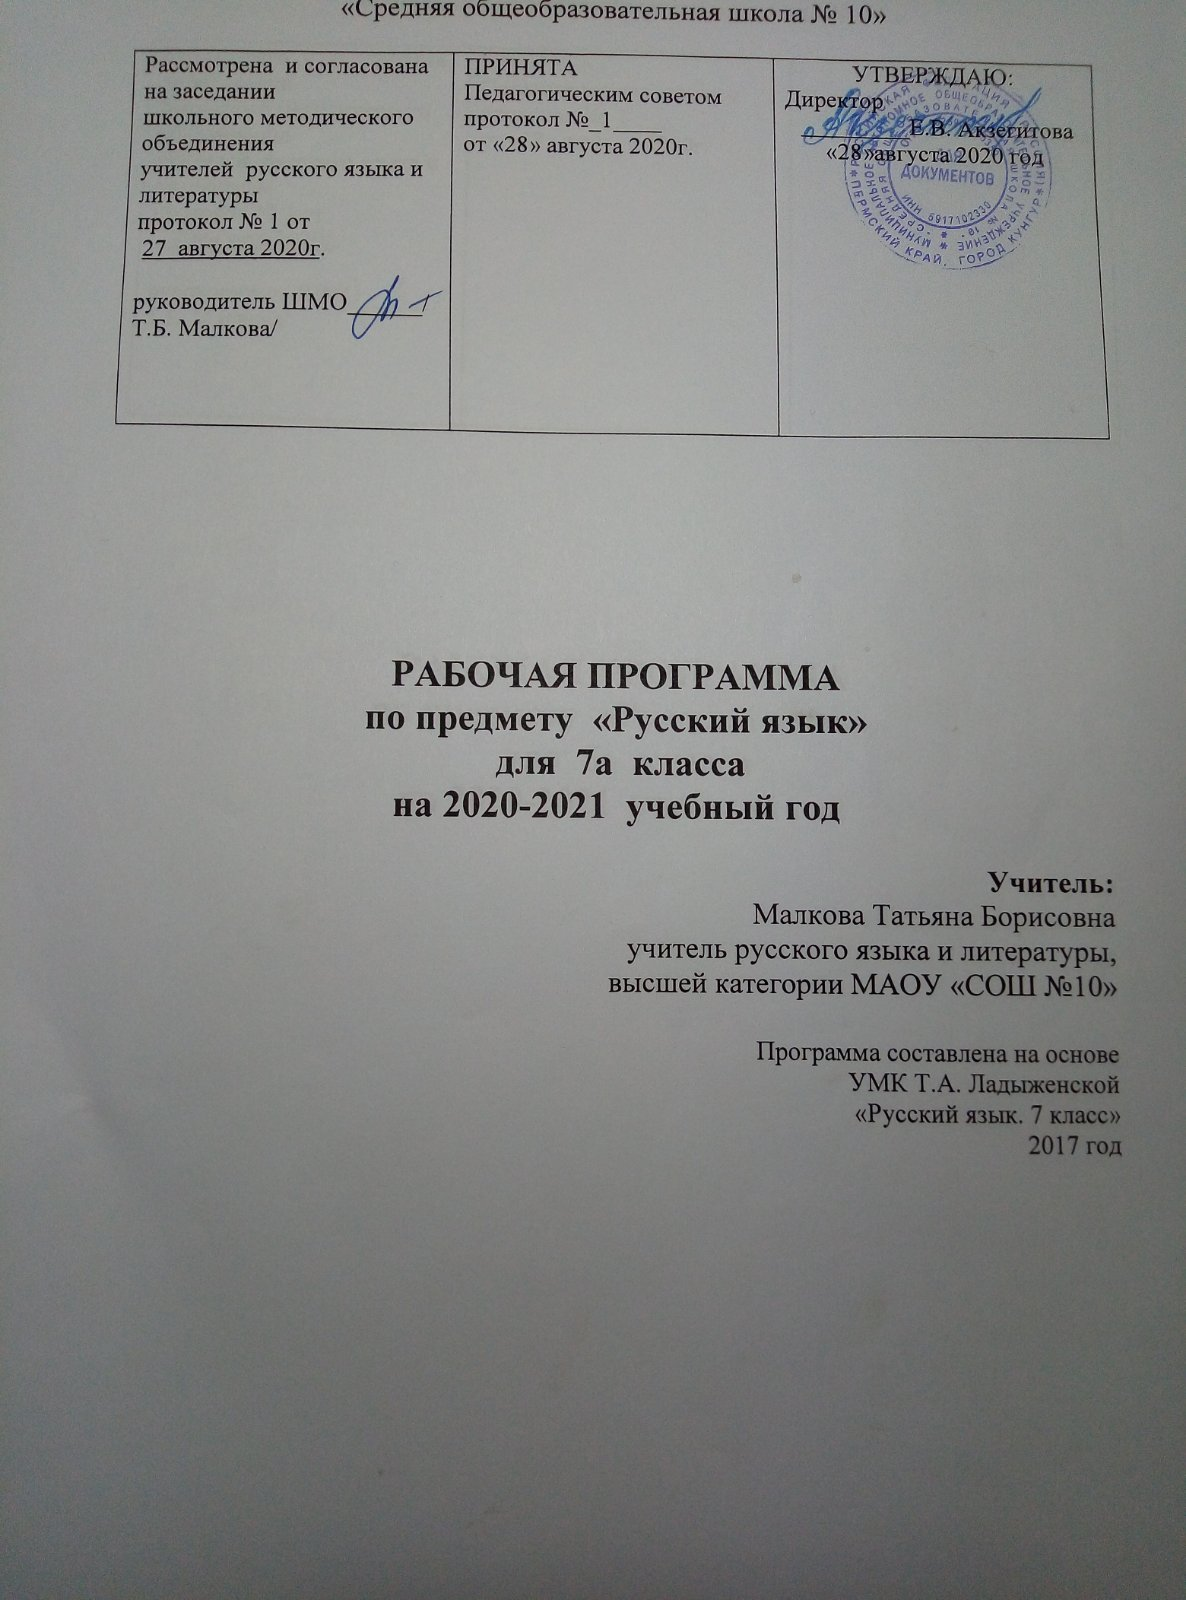 «Средняя общеобразовательная школа № 10»
Рассмотрена и согласована
на заседании
школьного методического
объединения
учителей русского языка и
литературы
протокол № 1 от
27 августа 2020г.
руководитель ШМО______
Т.Б. Малкова/
ПРИНЯТА
Педагогическим советом
протокол №_1____
от «28» августа 2020г.
УТВЕРЖДАЮ:
Директор
Е.В. Акзегитова
«28»августа 2020 год
ДЛЯ
ДОКУМЕНТОВ
ИНН 5917102330
ПЕРМСКИЙ КРАЙ, ГОРОД КУНГУР
РАБОЧАЯ ПРОГРАММА
по предмету «Русский язык»
для 7а класса
на 2020-2021 учебный год
Учитель:
Малкова Татьяна Борисовна
учитель русского языка и литературы,
высшей категории МАОУ «СОШ №10»
Программа составлена на основе
УМК Т.А. Ладыженской
«Русский язык. 7 класс»
2017 год